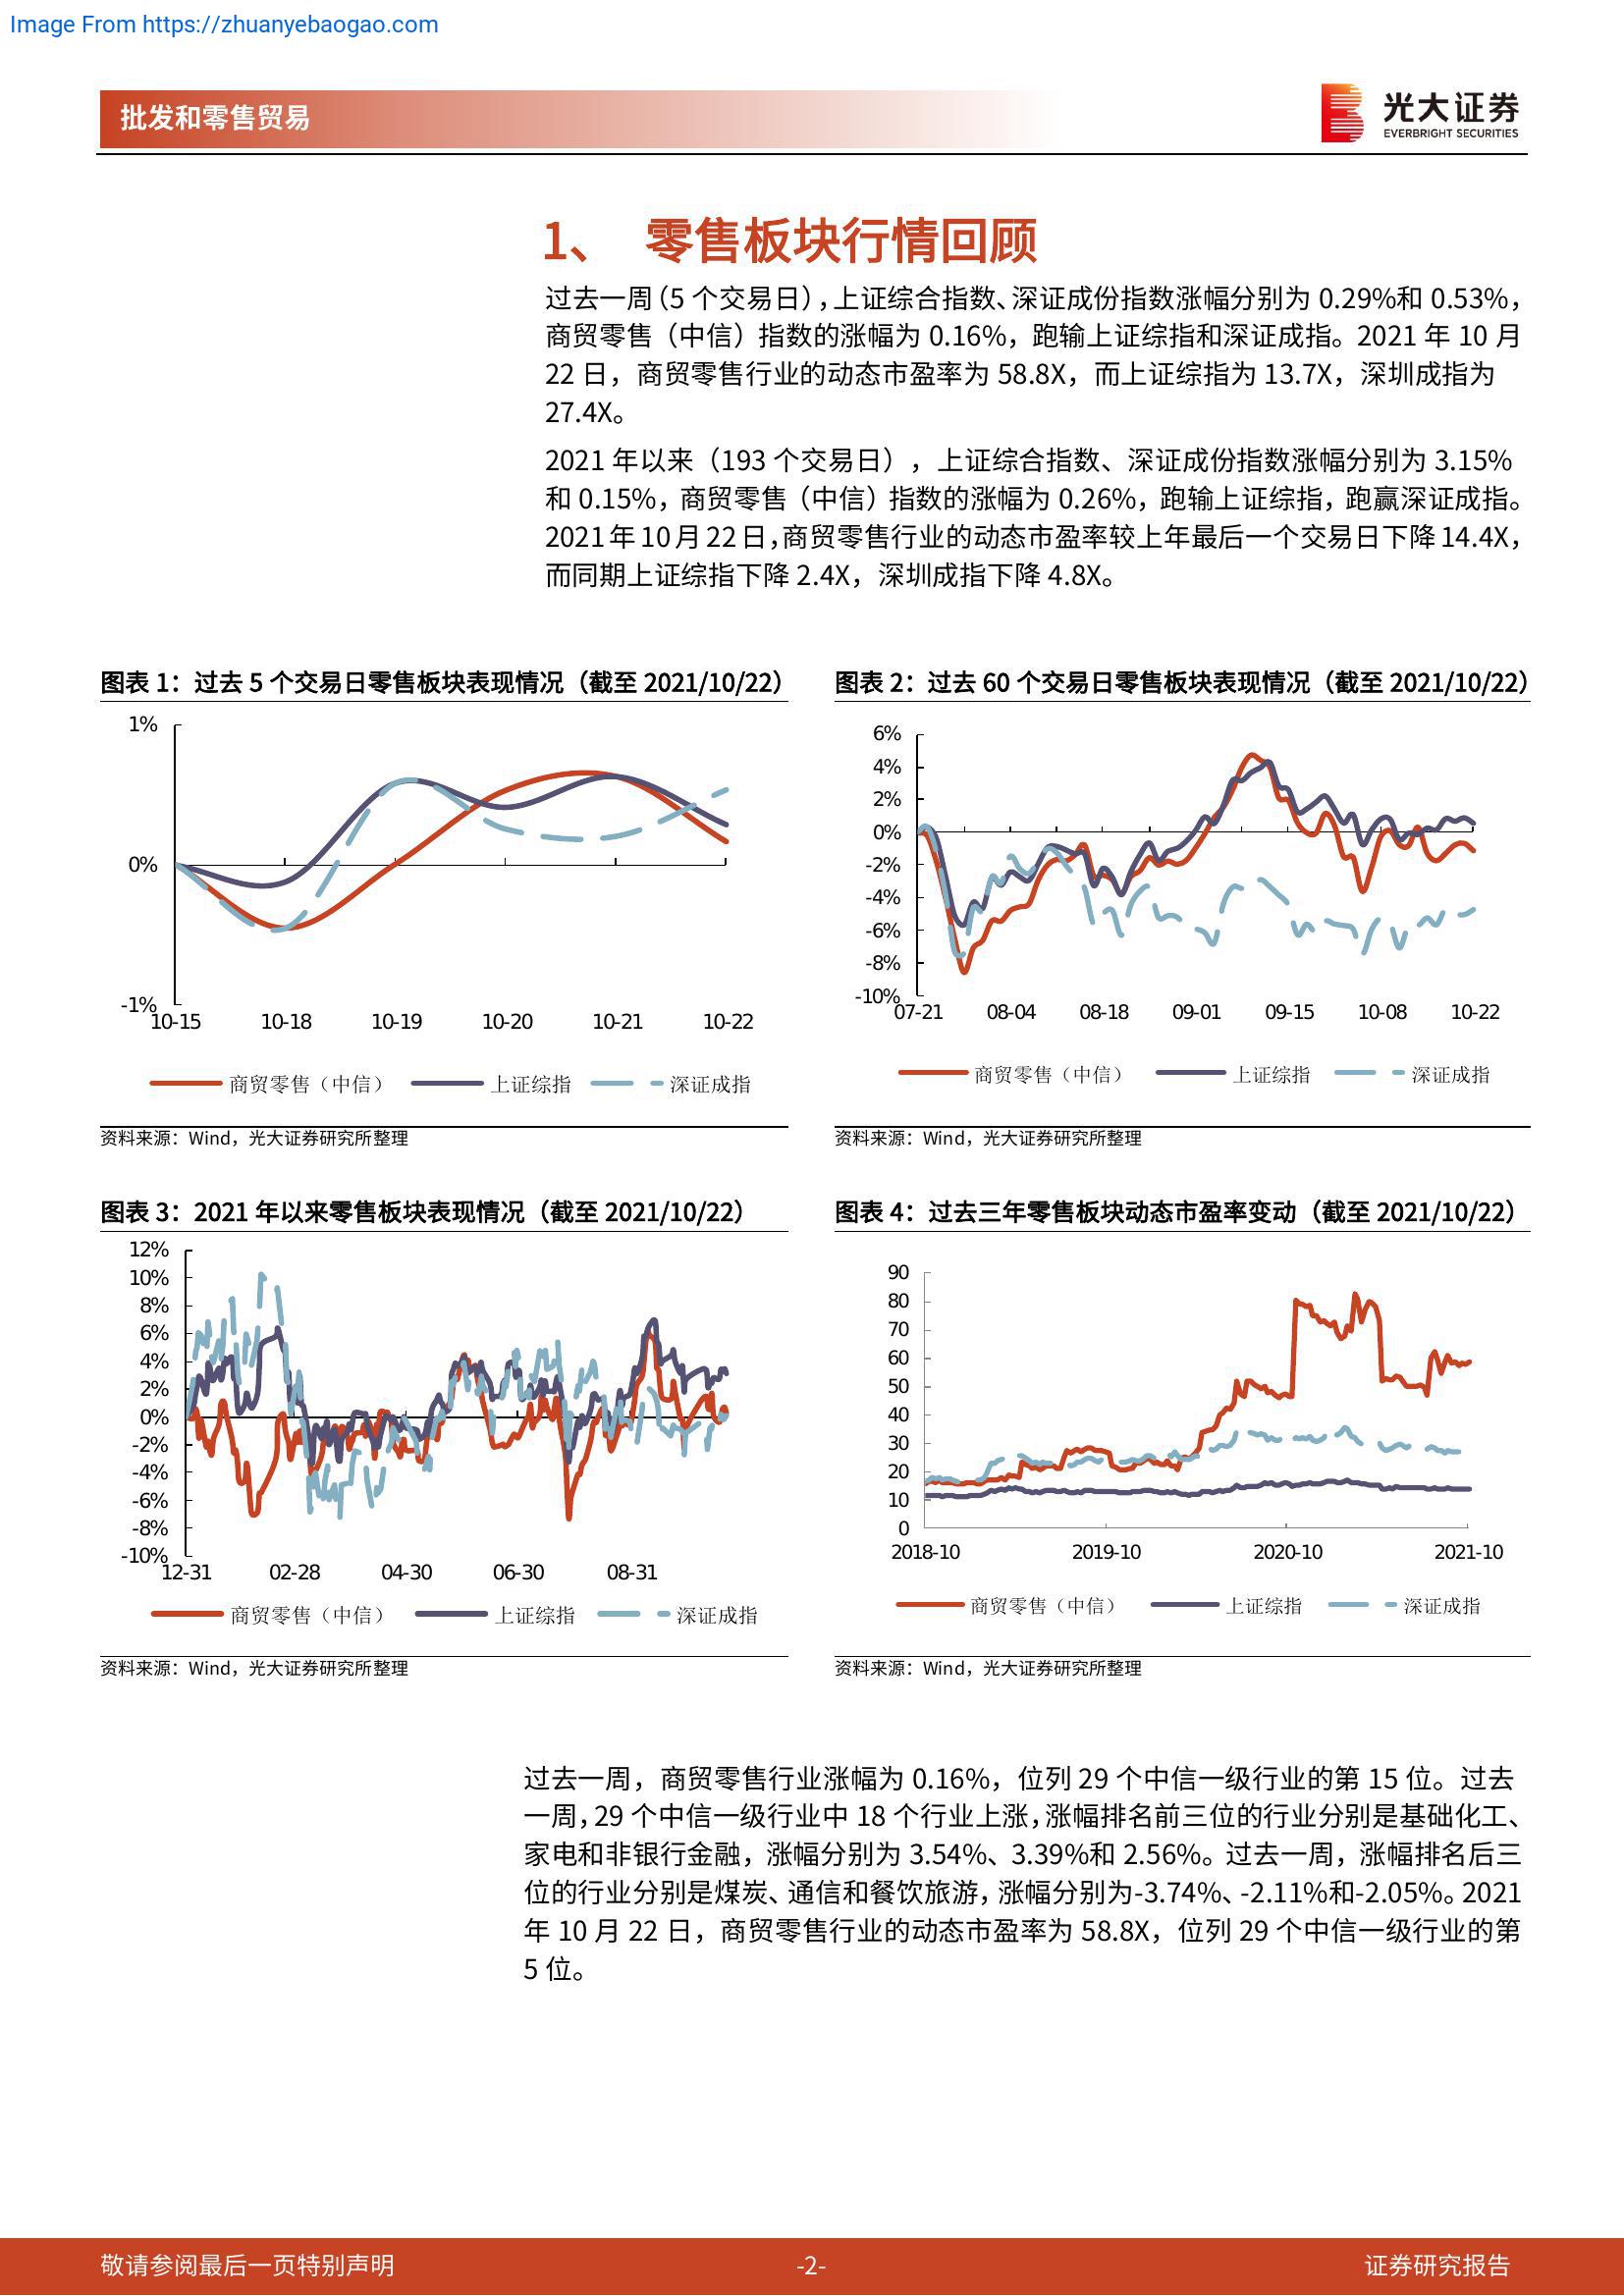 Image From https://zhuanyebaogao.com
批发和零售贸易
光大证券
EVERBRIGHT SECURITIES
1、 零售板块行情回顾
过去一周（5 个交易日），上证综合指数、深证成份指数涨幅分别为 0.29%和 0.53%，
商贸零售（中信）指数的涨幅为 0.16%，跑输上证综指和深证成指。2021 年 10 月
22 日，商贸零售行业的动态市盈率为 58.8X，而上证综指为 13.7X，深圳成指为
27.4X。
2021 年以来（193 个交易日），上证综合指数、深证成份指数涨幅分别为 3.15%
和 0.15%，商贸零售（中信）指数的涨幅为 0.26%，跑输上证综指，跑赢深证成指。
2021 年 10 月 22 日，商贸零售行业的动态市盈率较上年最后一个交易日下降 14.4X，
而同期上证综指下降 2.4X，深圳成指下降 4.8X。
图表 1：过去 5 个交易日零售板块表现情况（截至 2021/10/22）
1%
0%
-1%
10-15 10-18 10-19 10-20 10-21 10-22
商贸零售（中信） 上证综指 深证成指
资料来源：Wind，光大证券研究所整理
图表 2：过去 60 个交易日零售板块表现情况（截至 2021/10/22）
6%
4%
2%
0%
-2%
-4%
-6%
-8%
-10%
07-21 08-04 08-18 09-01 09-15 10-08 10-22
商贸零售（中信） 上证综指 深证成指
资料来源：Wind，光大证券研究所整理
图表 3：2021 年以来零售板块表现情况（截至 2021/10/22）
12%
10%
8%
6%
4%
2%
0%
-2%
-4%
-6%
-8%
-10%
12-31 02-28 04-30 06-30 08-31
商贸零售（中信） 上证综指 深证成指
资料来源：Wind，光大证券研究所整理
图表 4：过去三年零售板块动态市盈率变动（截至 2021/10/22）
90
80
70
60
50
40
30
20
10
0
2018-10 2019-10 2020-10 2021-10
商贸零售（中信） 上证综指 深证成指
资料来源：Wind，光大证券研究所整理
过去一周，商贸零售行业涨幅为 0.16%，位列 29 个中信一级行业的第 15 位。过去
一周，29 个中信一级行业中 18 个行业上涨，涨幅排名前三位的行业分别是基础化工、
家电和非银行金融，涨幅分别为 3.54%、3.39%和 2.56%。过去一周，涨幅排名后三
位的行业分别是煤炭、通信和餐饮旅游，涨幅分别为-3.74%、-2.11%和-2.05%。2021
年 10 月 22 日，商贸零售行业的动态市盈率为 58.8X，位列 29 个中信一级行业的第
5 位。
敬请参阅最后一页特别声明
-2-
证券研究报告